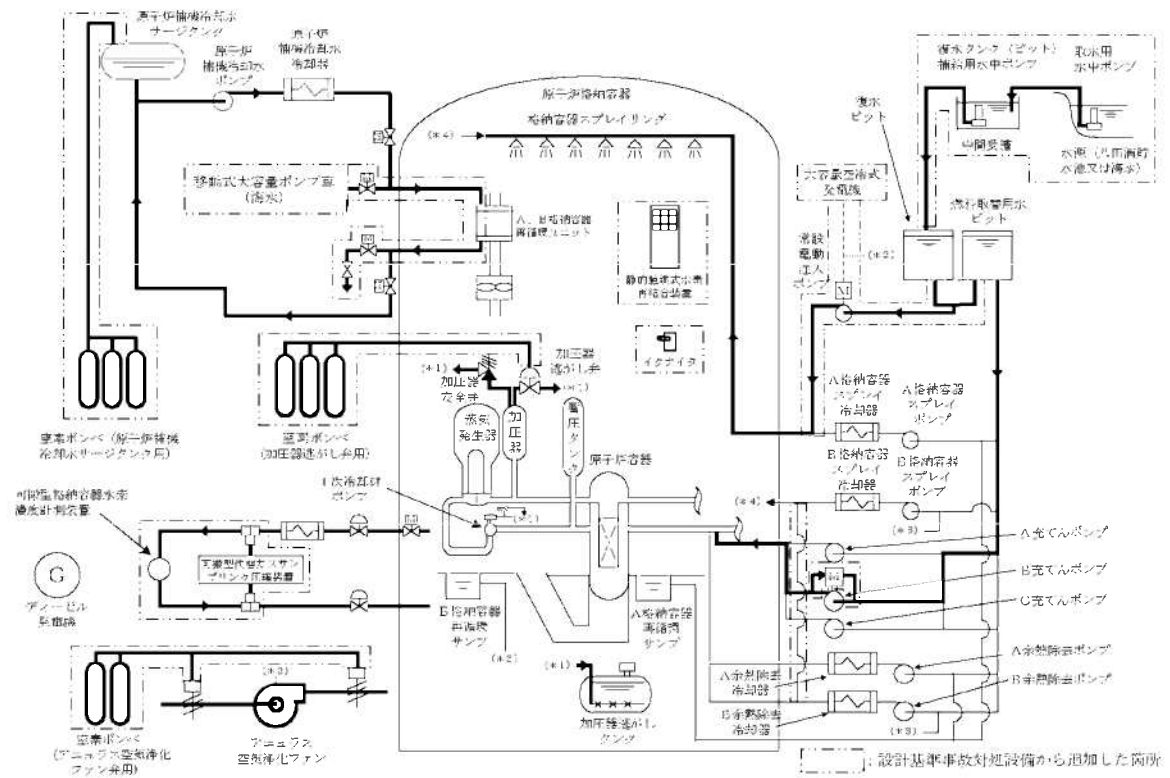 原子炉補機冷却水
サージタンク
原子炉
補機冷却水
ポンプ
原子炉
補機冷却水
冷却器
原子炉格納容器
格納容器スプレイリング
(*4)
移動式大容量ポンプ車
(海水)
M
M
A、B格納容器
再循環ユニット
静的触媒式水素
再結合装置
イグナイタ
復水タンク(ピット)
補給用水中ポンプ
取水用
水中ポンプ
復水
ピット
中間受槽
大容量空冷式
発電機
燃料取替用水
ピット
常設
電動
注入
ポンプ
M
窒素ボンベ(原子炉補機
冷却水サージタンク用)
窒素ボンベ
(加圧器逃がし弁用)
(*1)
加圧器
安全弁
加圧器
逃がし弁
加圧器
蒸気
発生器
蓄圧タンク
原子炉容器
1次冷却材
ポンプ
A格納容器
スプレイ
冷却器
A格納容器
スプレイ
ポンプ
B格納容器
スプレイ
冷却器
B格納容器
スプレイ
ポンプ
(*4)
可搬型格納容器水素
濃度計測装置
M
可搬型代替ガスサン
プリング圧縮装置
G
ディーゼル
発電機
B格納容器
再循環
サンプ
(*2)
A格納容器
再循環
サンプ
A充てんポンプ
B充てんポンプ
C充てんポンプ
(*1)
加圧器逃がし
タンク
A余熱除去
冷却器
A余熱除去ポンプ
B余熱除去
冷却器
B余熱除去ポンプ
窒素ボンベ
(アニュラス空気浄化
ファン弁用)
アニュラス
空気浄化ファン
:設計基準事故対処設備から追加した箇所